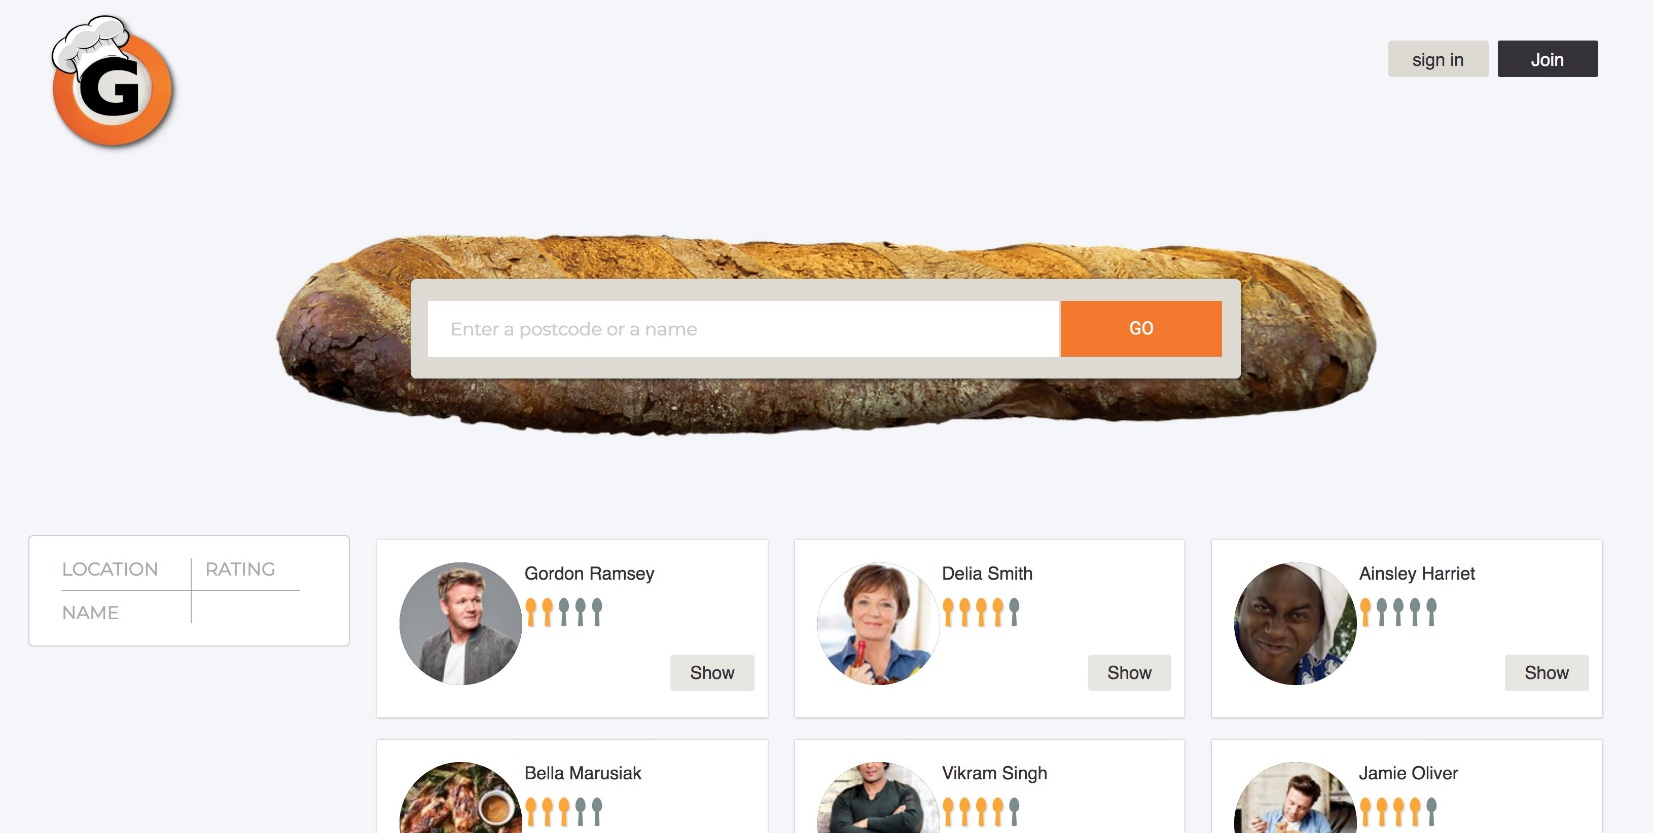 G
sign in
Join
Enter a postcode or a name
GO
LOCATION
RATING
NAME
Gordon Ramsey
Show
Delia Smith
Show
Ainsley Harriet
Show
Bella Marusiak
Vikram Singh
Jamie Oliver